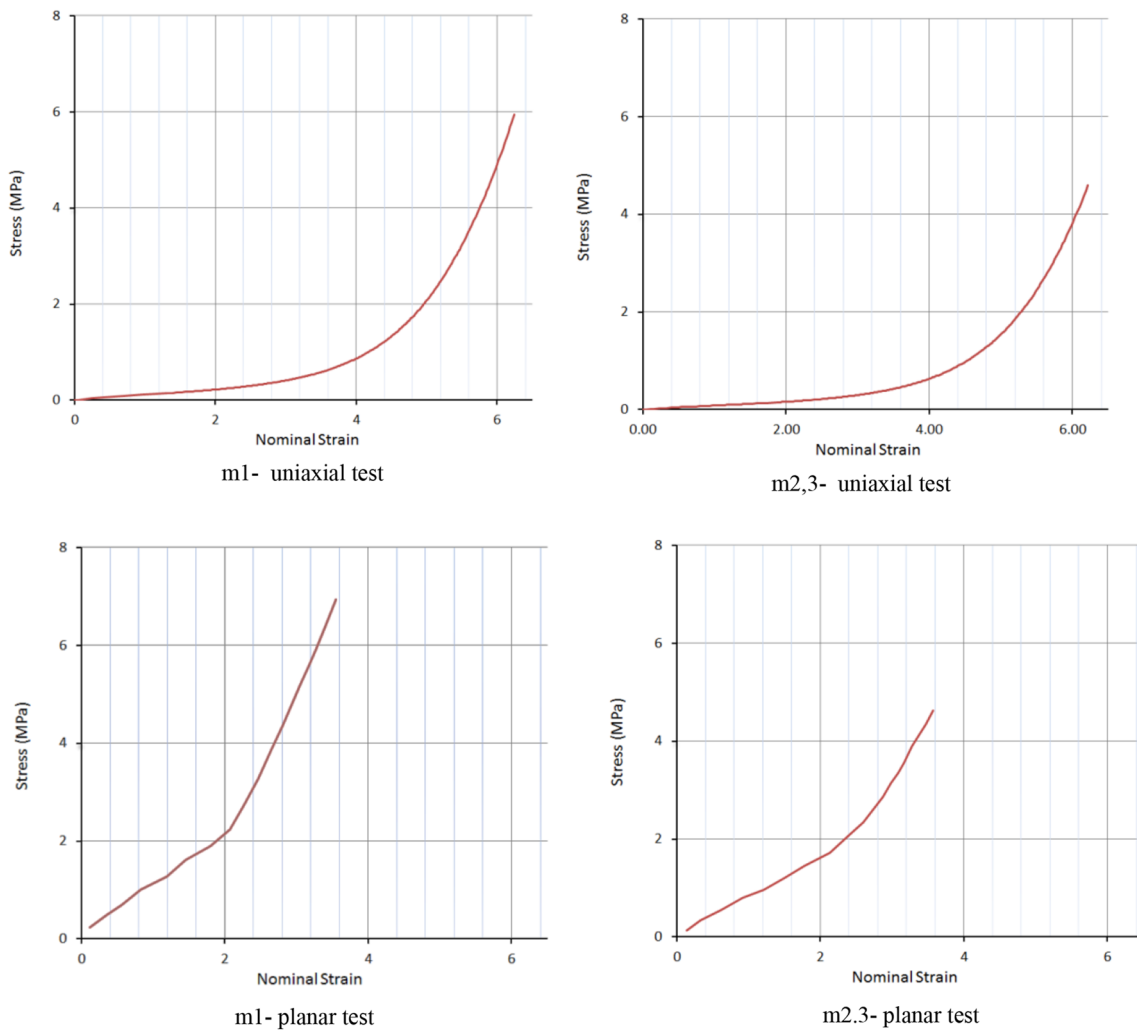 8
6
4
2
0
Stress (MPa)
0 2 4 6
Nominal Strain
m1- uniaxial test
8
6
4
2
0
Stress (MPa)
0.00 2.00 4.00 6.00
Nominal Strain
m2,3- uniaxial test
8
6
4
2
0
Stress (MPa)
0 2 4 6
Nominal Strain
m1- planar test
8
6
4
2
0
Stress (MPa)
0 2 4 6
Nominal Strain
m2.3- planar test